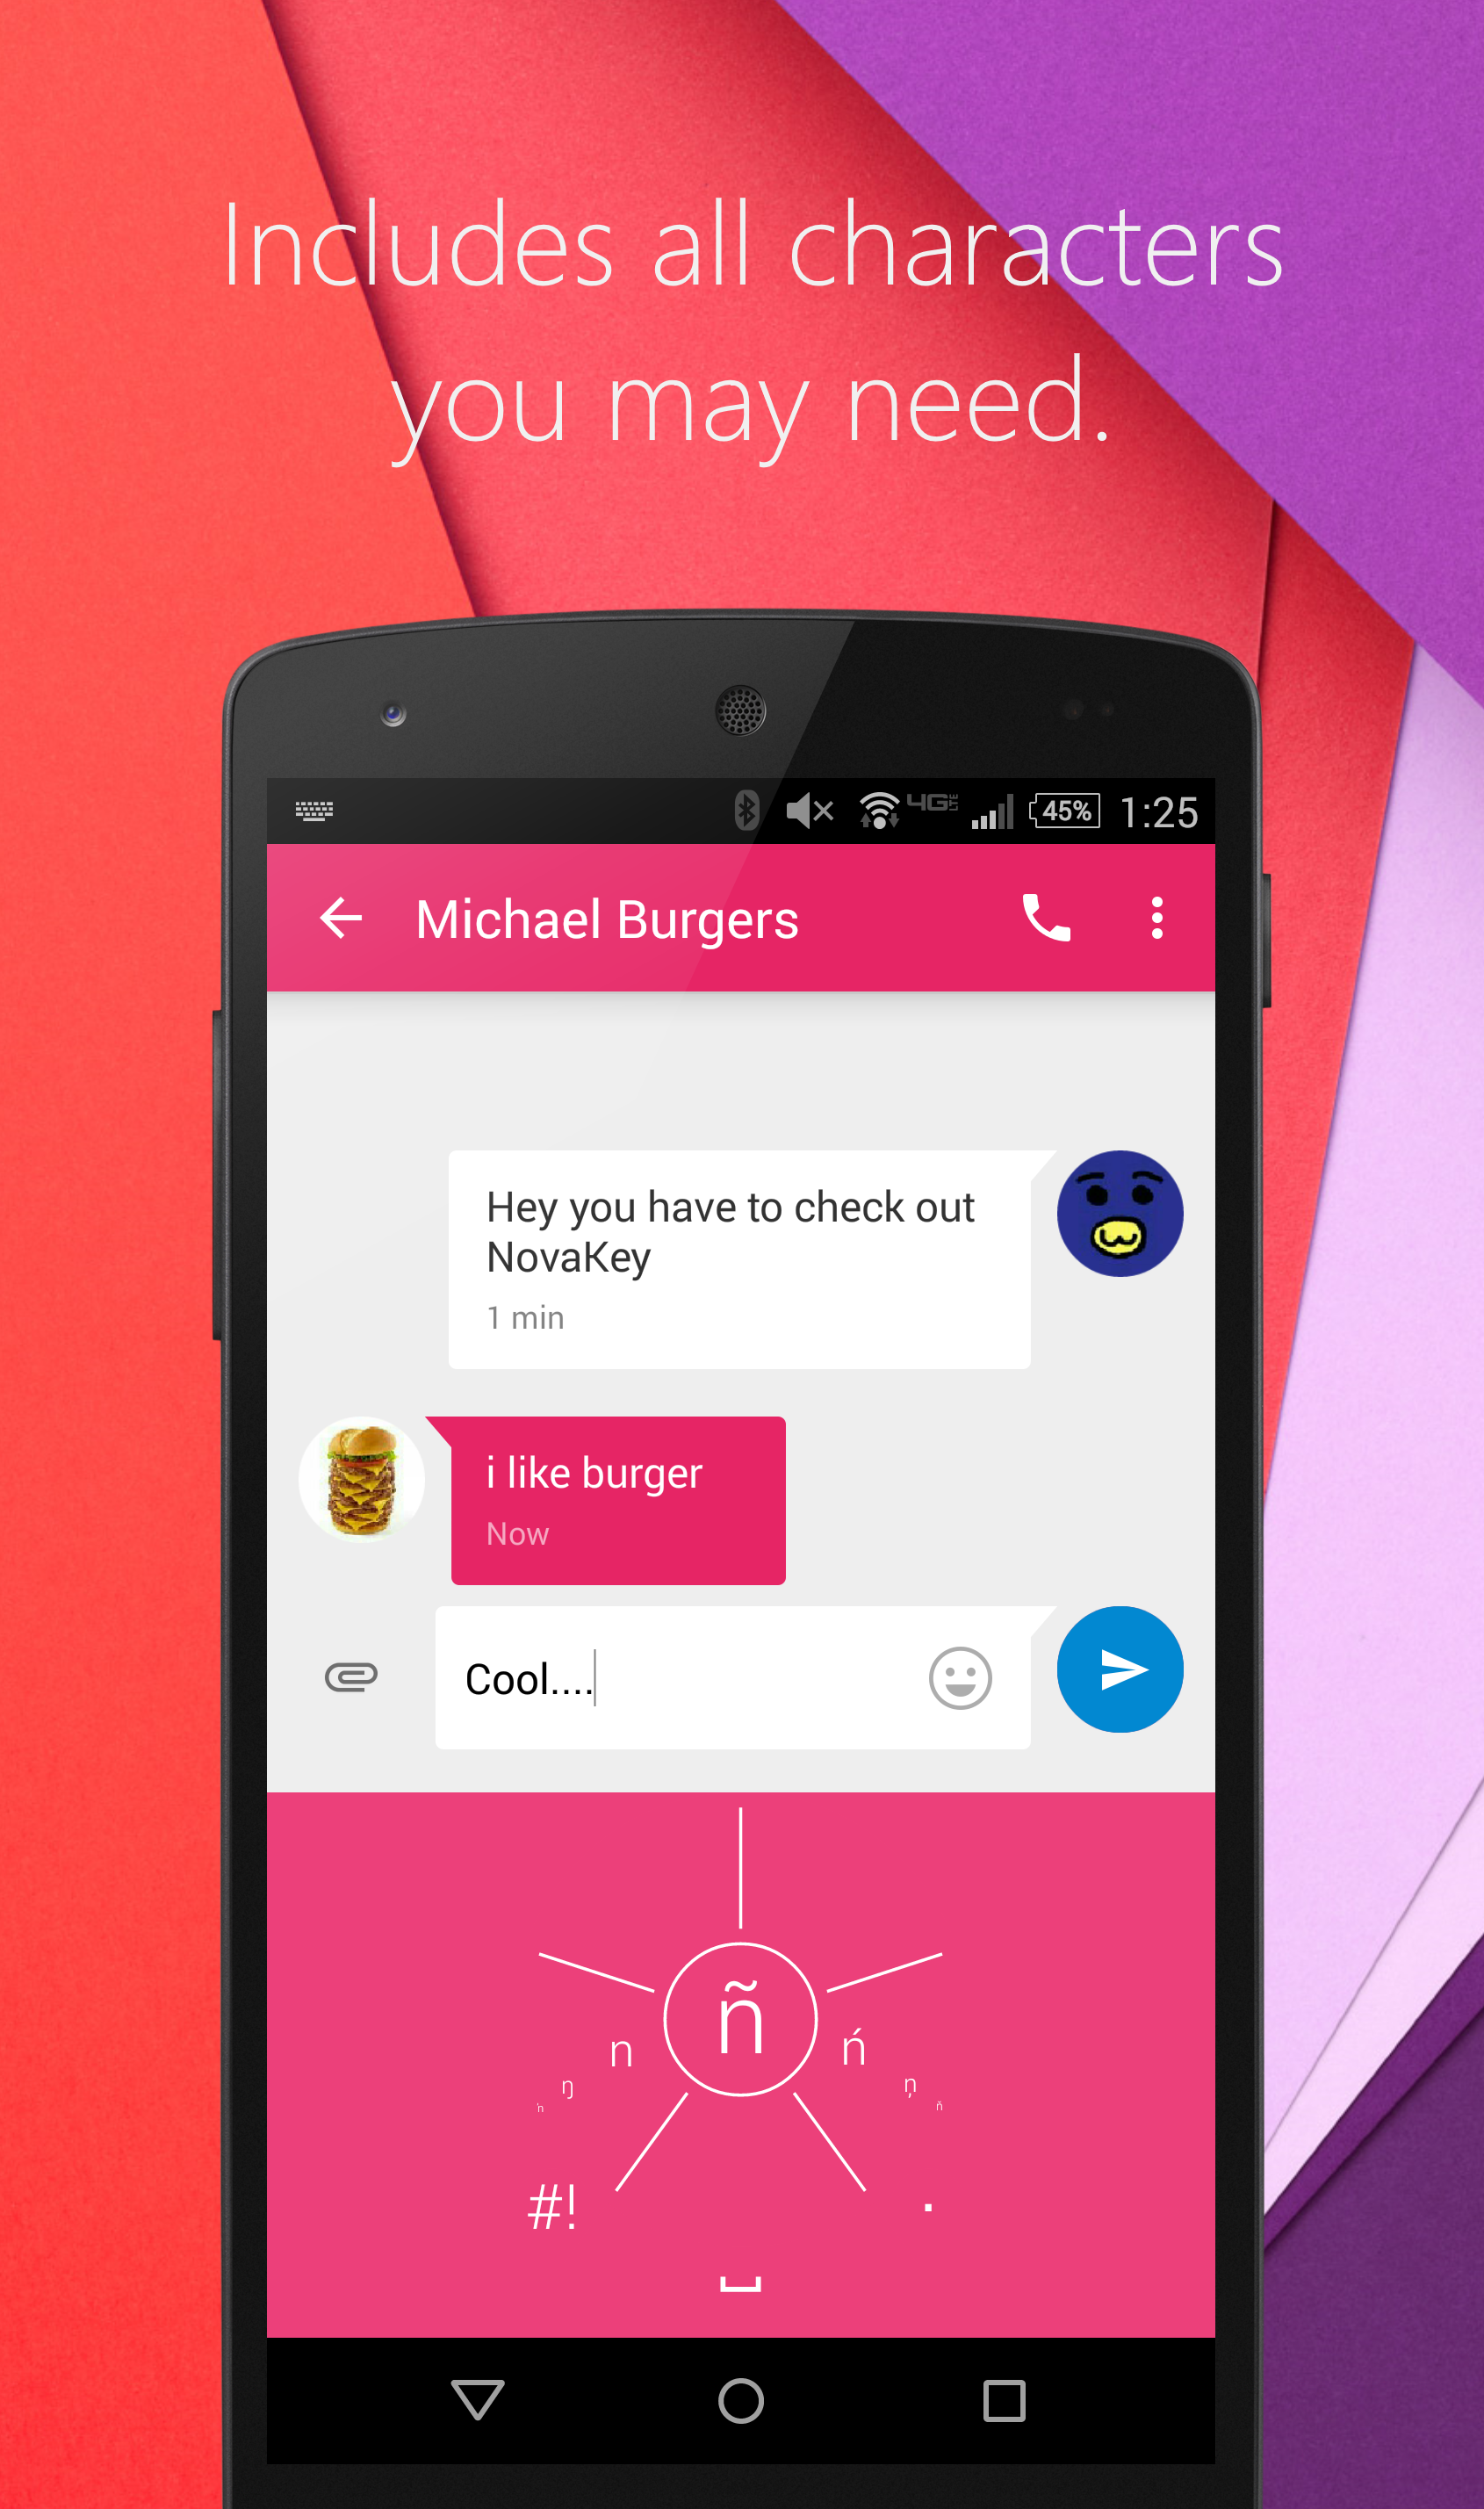 Includes all characters
you may need.
4G LTE
45%
1:25
Michael Burgers
Hey you have to check out
NovaKey
1 min
i like burger
Now
Cool....
ñ
n
ń
ŋ
ņ
ŉ
ň
#!
.